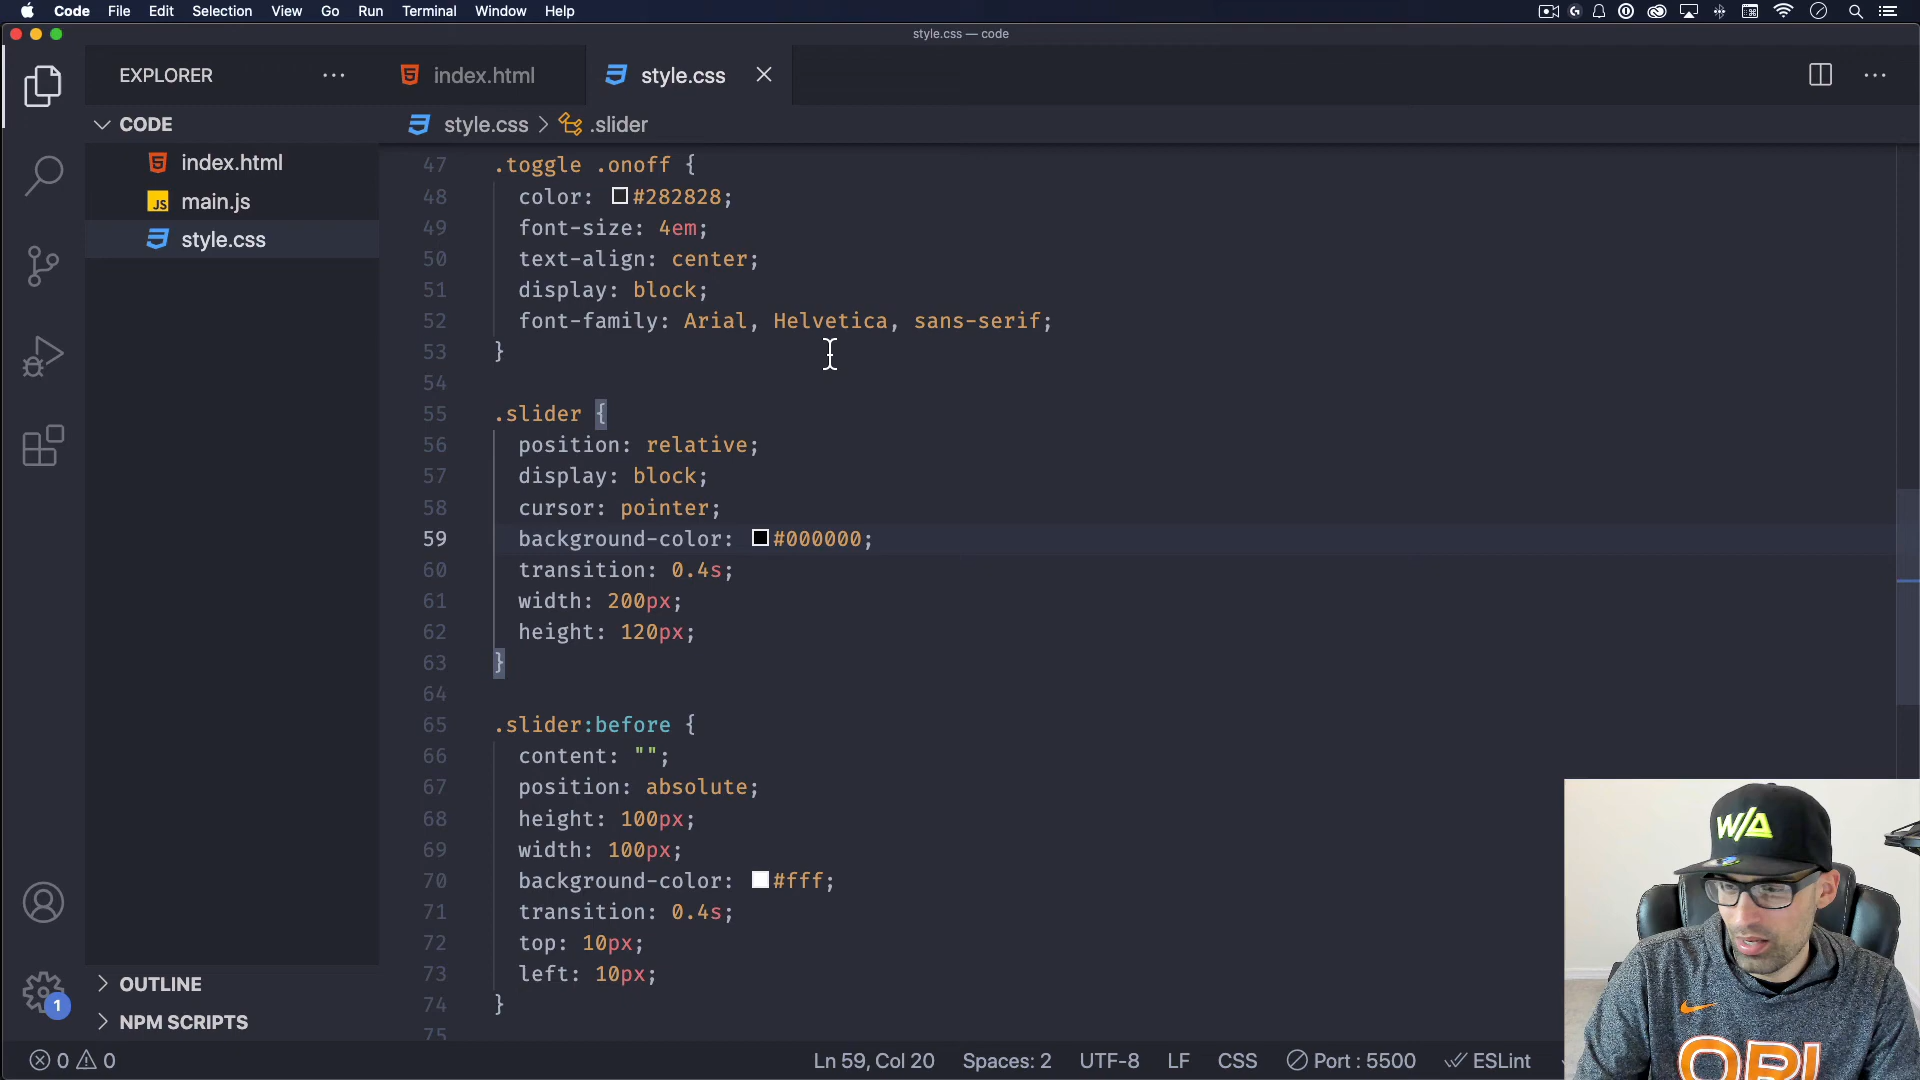 Code File Edit Selection View Go Run Terminal Window Help
style.css — code
EXPLORER ··· index.html style.css
CODE
style.css > .slider
index.html
JS main.js
style.css
47 .toggle .onoff {
48 color: #282828;
49 font-size: 4em;
50 text-align: center;
51 display: block;
52 font-family: Arial, Helvetica, sans-serif;
53 }
54
55 .slider {
56 position: relative;
57 display: block;
58 cursor: pointer;
59 background-color: #000000;
60 transition: 0.4s;
61 width: 200px;
62 height: 120px;
63 }
64
65 .slider:before {
66 content: "";
67 position: absolute;
68 height: 100px;
69 width: 100px;
70 background-color: #fff;
71 transition: 0.4s;
72 top: 10px;
73 left: 10px;
74 }
75
OUTLINE
NPM SCRIPTS
1
0 0 Ln 59, Col 20 Spaces: 2 UTF-8 LF CSS Port : 5500 ESLint
W/A